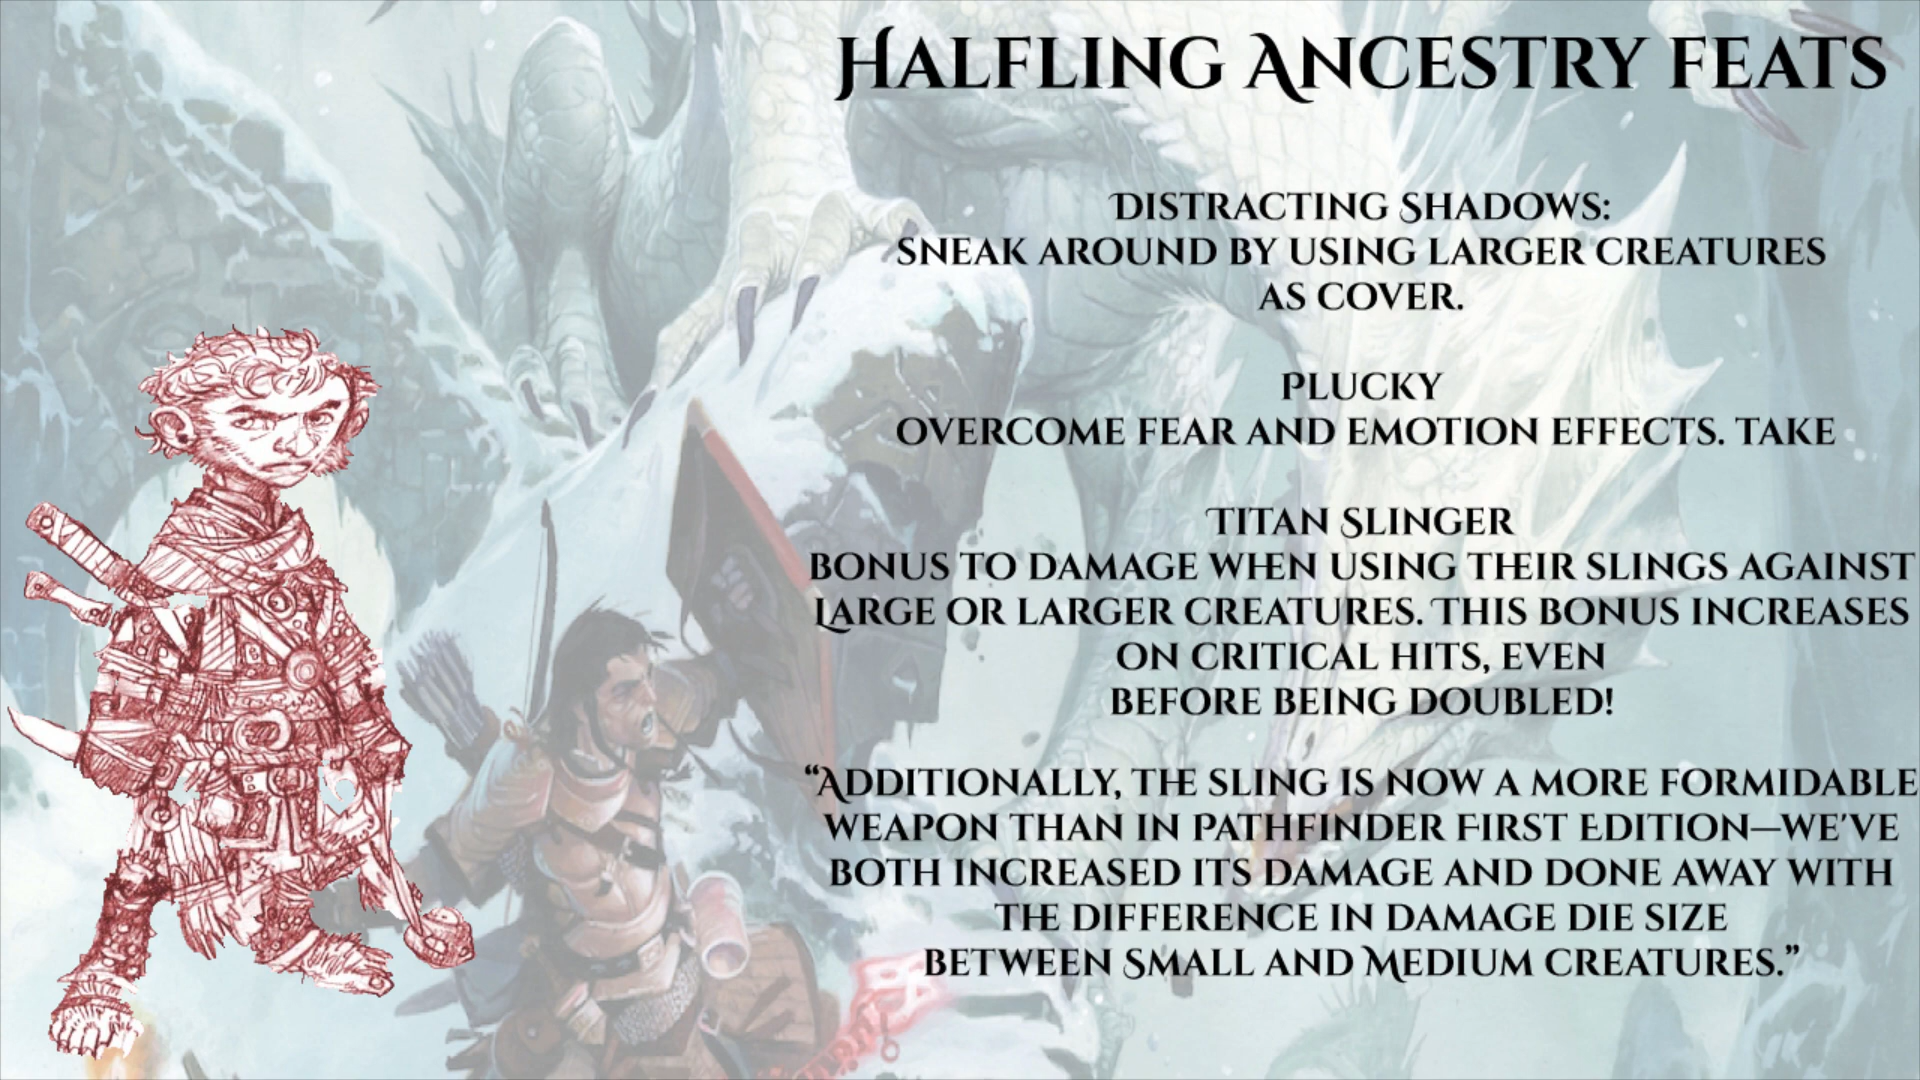 Halfling Ancestry feats
Distracting Shadows:
sneak around by using larger creatures
as cover.
Plucky
overcome fear and emotion effects. Take
Titan Slinger
bonus to damage when using their slings against
Large or larger creatures. This bonus increases
on critical hits, even
before being doubled!
“Additionally, the sling is now a more formidable
weapon than in Pathfinder First Edition—we've
both increased its damage and done away with
the difference in damage die size
between Small and Medium creatures.”